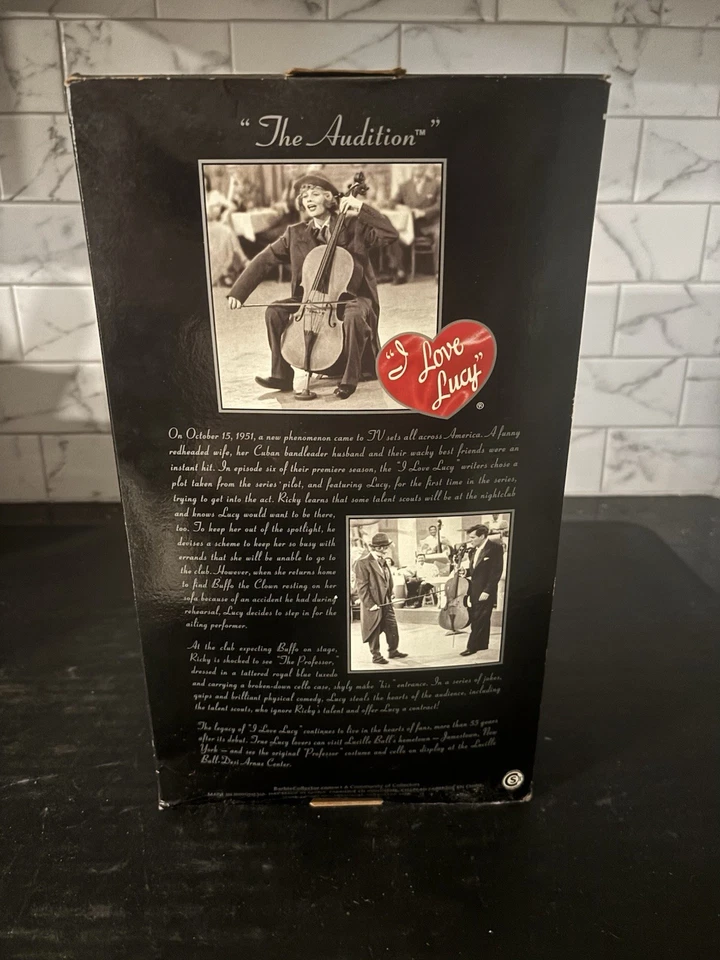 “The Audition™”
“I Love Lucy”
®
On October 15, 1951, a new phenomenon came to TV sets all across America. A funny
redheaded wife, her Cuban bandleader husband and their wacky best friends were an
instant hit. In episode six of their premiere season, the “I Love Lucy” writers chose a
plot taken from the series’ pilot, and featuring Lucy, for the first time in the series,
trying to get into the act. Ricky learns that some talent scouts will be at the nightclub
and knows Lucy would want to be there,
too. To keep her out of the spotlight, he
devises a scheme to keep her so busy with
errands that she will be unable to go to
the club. However, when she returns home
to find Buffo the Clown resting on her
sofa because of an accident he had during
rehearsal, Lucy decides to step in for the
ailing performer.
At the club expecting Buffo on stage,
Ricky is shocked to see “The Professor,”
dressed in a tattered royal blue tuxedo
and carrying a broken-down cello case, shyly make “his” entrance. In a series of jokes,
quips and brilliant physical comedy, Lucy steals the hearts of the audience, including
the talent scouts, who ignore Ricky’s talent and offer Lucy a contract!
The legacy of “I Love Lucy” continues to live in the hearts of fans, more than 55 years
after its debut. True Lucy lovers can visit Lucille Ball’s hometown — Jamestown, New
York — and see the original “Professor” costume and cello on display at the Lucille
Ball-Desi Arnaz Center.
A Community of Collectors
S